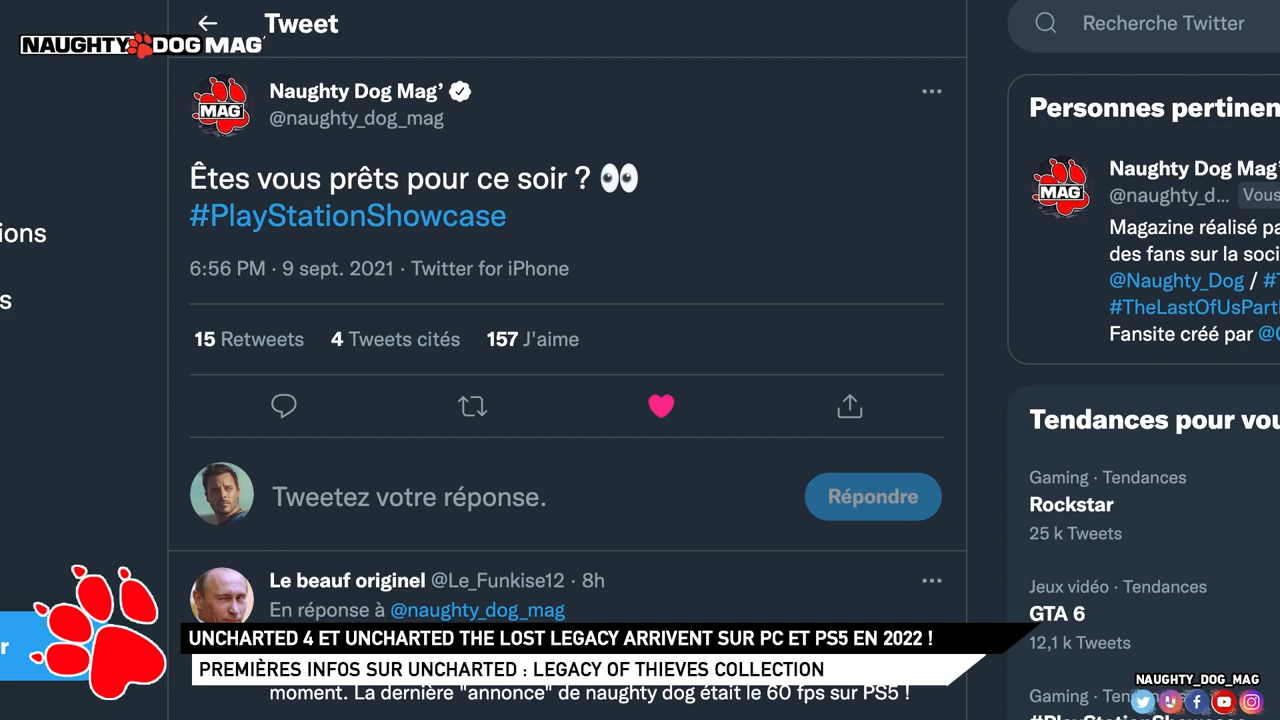 Tweet
Recherche Twitter
NAUGHTY DOG MAG'
Naughty Dog Mag'
@naughty_dog_mag
MAG
Êtes vous prêts pour ce soir ? 👀
#PlayStationShowcase
6:56 PM · 9 sept. 2021 · Twitter for iPhone
15 Retweets 4 Tweets cités 157 J'aime
Tweetez votre réponse.
Répondre
Le beauf originel @Le_Funkise12 · 8h
En réponse à @naughty_dog_mag
moment. La dernière "annonce" de naughty dog était le 60 fps sur PS5 !
ions
s
r
Personnes pertinen
Naughty Dog Mag'
@naughty_d... Vous
MAG
Magazine réalisé pa
des fans sur la soci
@Naughty_Dog / #T
#TheLastOfUsPartI
Fansite créé par @
Tendances pour vou
Gaming · Tendances
Rockstar
25 k Tweets
Jeux vidéo · Tendances
GTA 6
12,1 k Tweets
Gaming · Ten
#PlayStationShowcase
UNCHARTED 4 ET UNCHARTED THE LOST LEGACY ARRIVENT SUR PC ET PS5 EN 2022 !
PREMIÈRES INFOS SUR UNCHARTED : LEGACY OF THIEVES COLLECTION
NAUGHTY_DOG_MAG